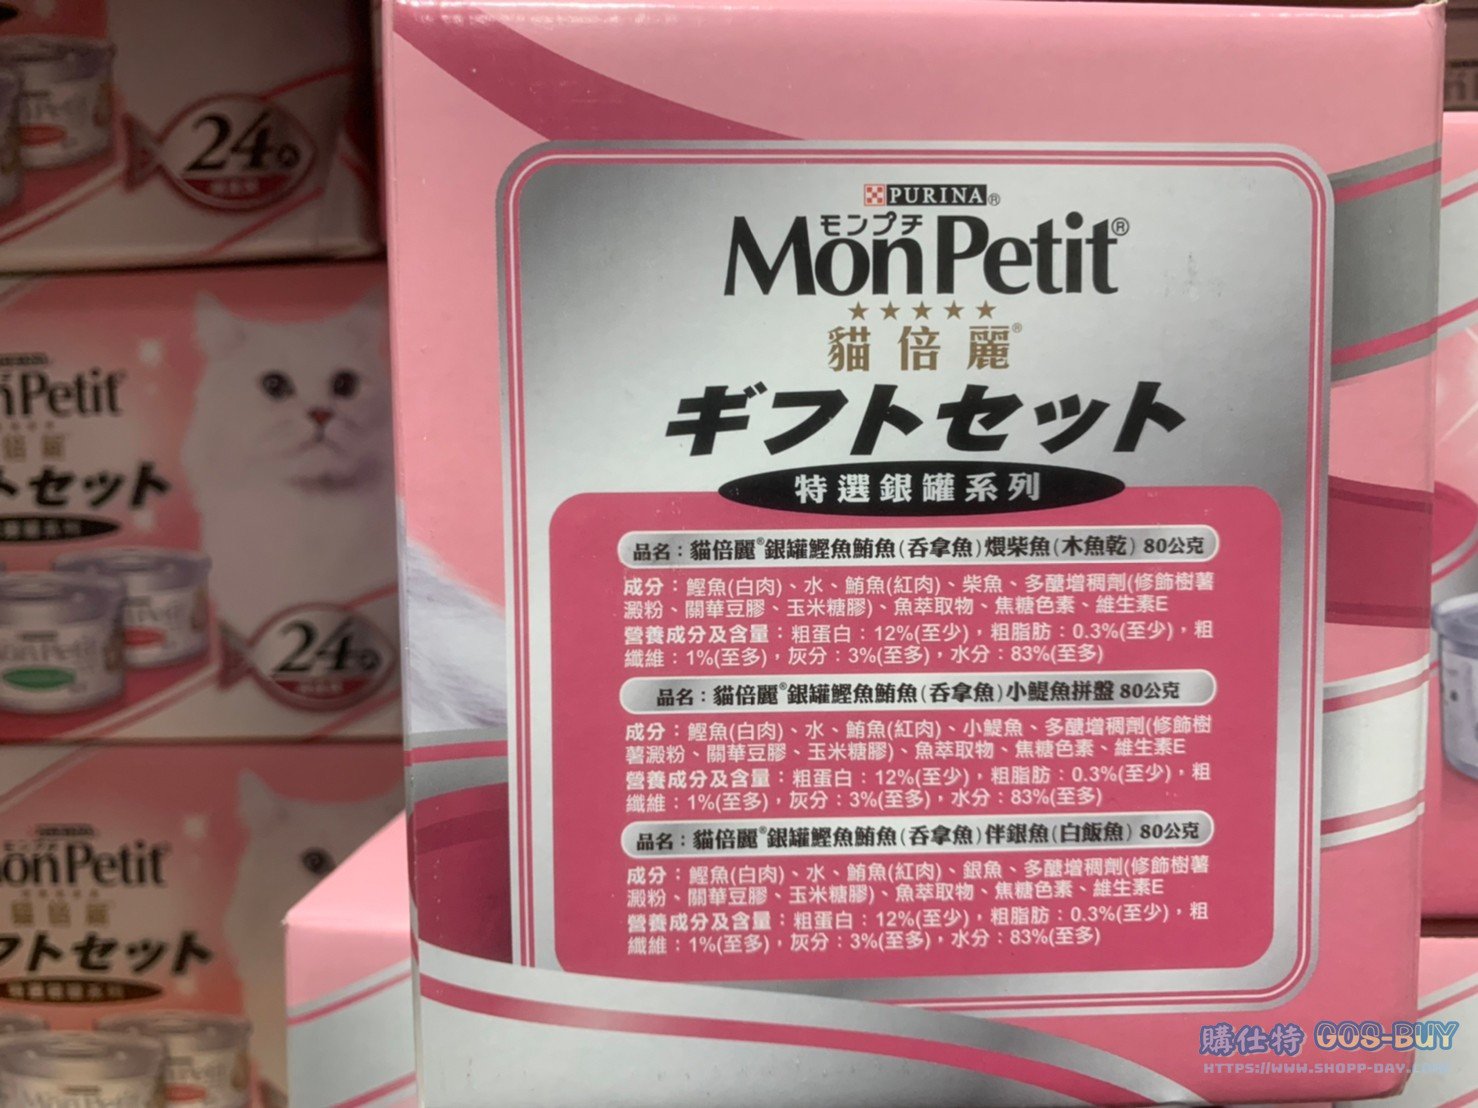 PURINA®
モンプチ
MonPetit®
貓倍麗®
ギフトセット
特選銀罐系列
品名：貓倍麗®銀罐鰹魚鮪魚(吞拿魚)煨柴魚(木魚乾) 80公克
成分：鰹魚(白肉)、水、鮪魚(紅肉)、柴魚、多醣增稠劑(修飾樹薯
澱粉、關華豆膠、玉米糖膠)、魚萃取物、焦糖色素、維生素E
營養成分及含量：粗蛋白：12%(至少)，粗脂肪：0.3%(至少)，粗
纖維：1%(至多)，灰分：3%(至多)，水分：83%(至多)
品名：貓倍麗®銀罐鰹魚鮪魚(吞拿魚)小鯷魚拼盤 80公克
成分：鰹魚(白肉)、水、鮪魚(紅肉)、小鯷魚、多醣增稠劑(修飾樹
薯澱粉、關華豆膠、玉米糖膠)、魚萃取物、焦糖色素、維生素E
營養成分及含量：粗蛋白：12%(至少)，粗脂肪：0.3%(至少)，粗
纖維：1%(至多)，灰分：3%(至多)，水分：83%(至多)
品名：貓倍麗®銀罐鰹魚鮪魚(吞拿魚)伴銀魚(白飯魚) 80公克
成分：鰹魚(白肉)、水、鮪魚(紅肉)、銀魚、多醣增稠劑(修飾樹薯
澱粉、關華豆膠、玉米糖膠)、魚萃取物、焦糖色素、維生素E
營養成分及含量：粗蛋白：12%(至少)，粗脂肪：0.3%(至少)，粗
纖維：1%(至多)，灰分：3%(至多)，水分：83%(至多)
24
nPetit
倍麗
トセット
24
onPetit
倍麗
フトセット
購仕特 GOS-BUY
HTTPS://WWW.SHOPP-DAY.COM